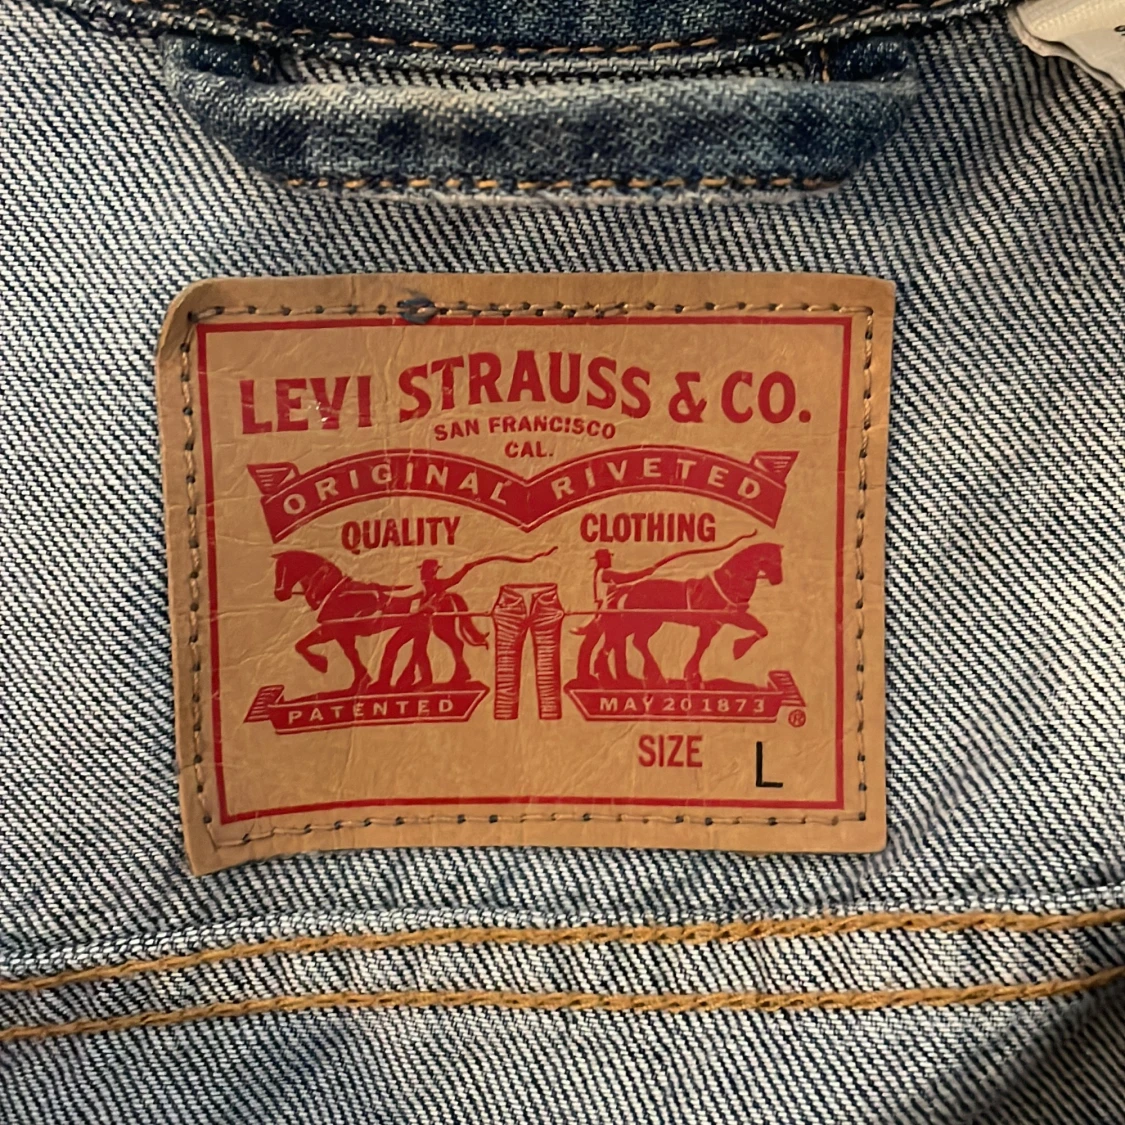 LEVI STRAUSS & CO.
SAN FRANCISCO
CAL.
ORIGINAL RIVETED
QUALITY CLOTHING
PATENTED MAY 20 1873 ®
SIZE L